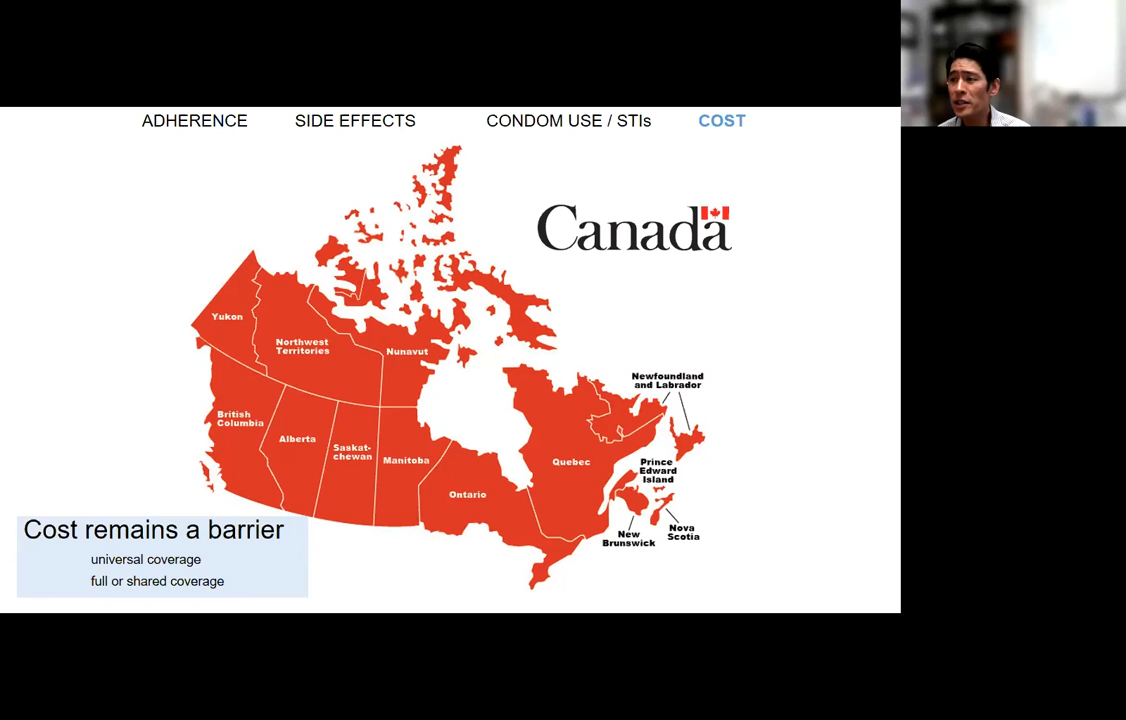 ADHERENCE SIDE EFFECTS CONDOM USE / STIs COST
Canada
Yukon
Northwest
Territories
Nunavut
British
Columbia
Alberta
Saskat-
chewan
Manitoba
Ontario
Quebec
Newfoundland
and Labrador
Prince
Edward
Island
New
Brunswick
Nova
Scotia
Cost remains a barrier
universal coverage
full or shared coverage